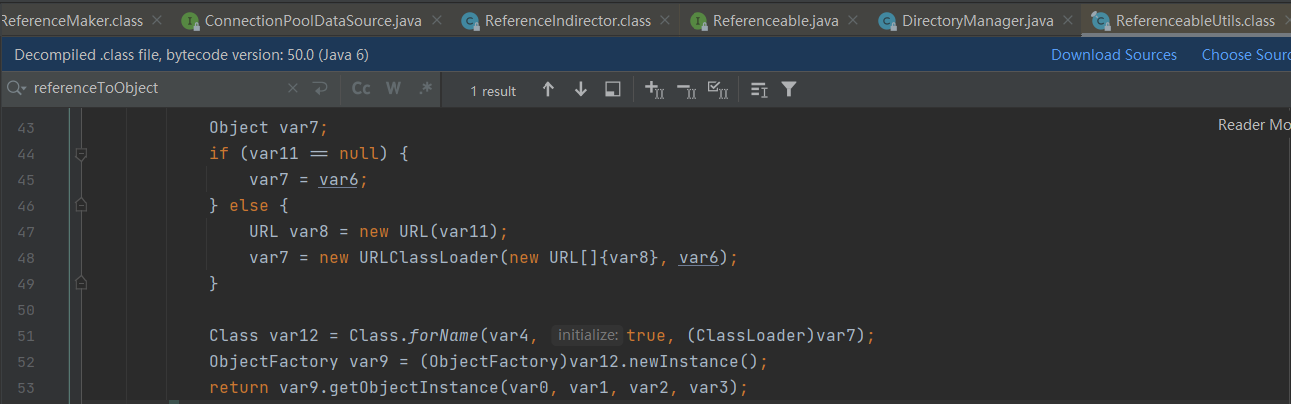 ReferenceMaker.class ConnectionPoolDataSource.java ReferenceIndirector.class Referenceable.java DirectoryManager.java ReferenceableUtils.class
Decompiled .class file, bytecode version: 50.0 (Java 6) Download Sources Choose Sour
referenceToObject Cc W .* 1 result
Reader Mo
43 Object var7;
44 if (var11 == null) {
45 var7 = var6;
46 } else {
47 URL var8 = new URL(var11);
48 var7 = new URLClassLoader(new URL[]{var8}, var6);
49 }
50
51 Class var12 = Class.forName(var4, initialize: true, (ClassLoader)var7);
52 ObjectFactory var9 = (ObjectFactory)var12.newInstance();
53 return var9.getObjectInstance(var0, var1, var2, var3);